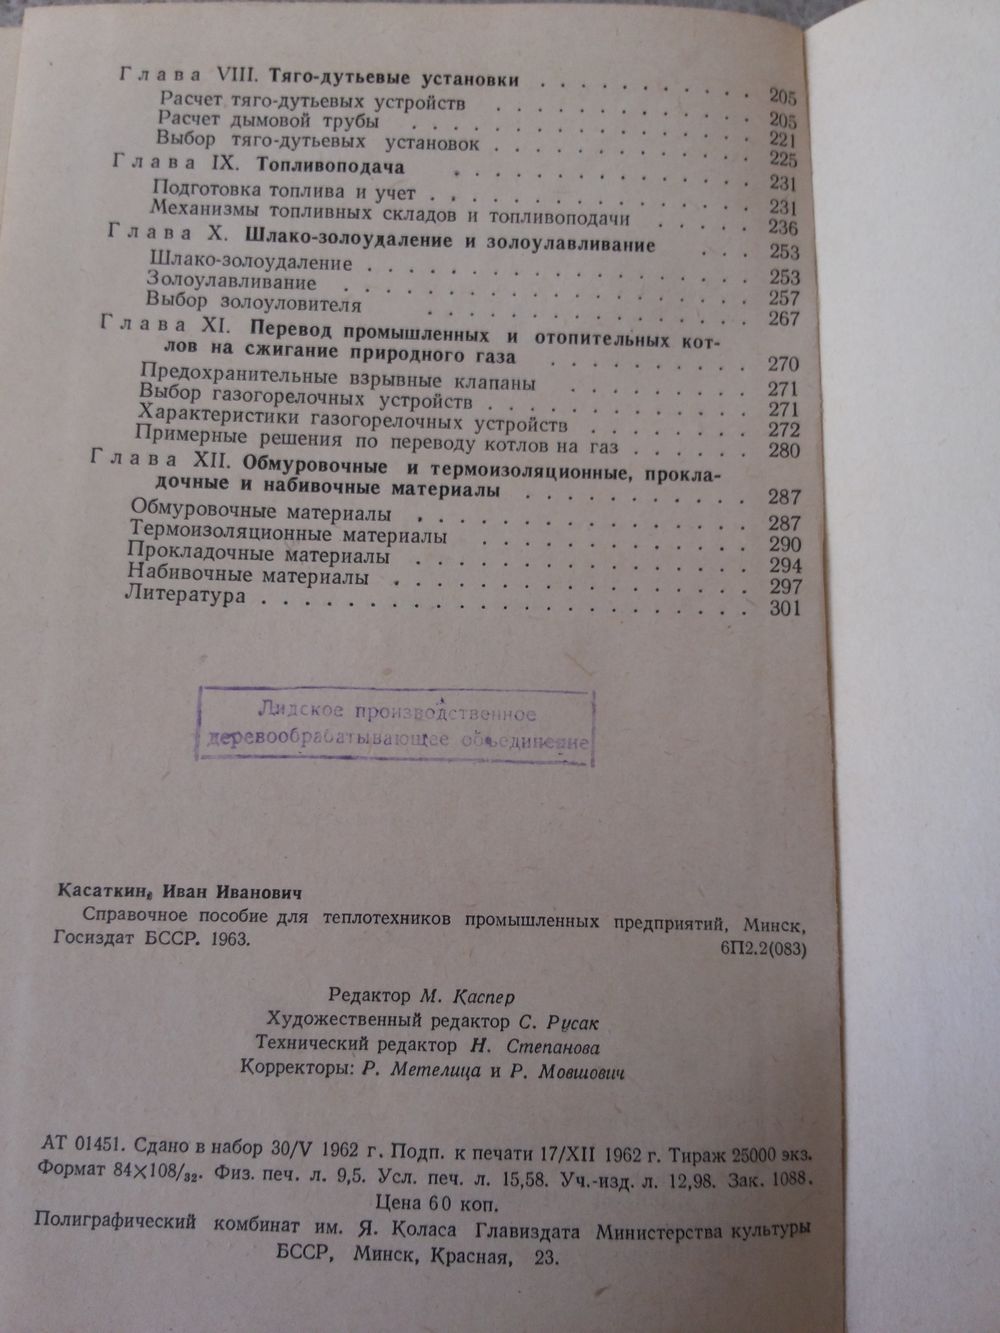 Глава VIII. Тяго-дутьевые установки . . . . . . . . . . 205
Расчет тяго-дутьевых устройств . . . . . . . . . . 205
Расчет дымовой трубы . . . . . . . . . . 221
Выбор тяго-дутьевых установок . . . . . . . . . . 225
Глава IX. Топливоподача . . . . . . . . . . 231
Подготовка топлива и учет . . . . . . . . . . 231
Механизмы топливных складов и топливоподачи . . . . . 236
Глава X. Шлако-золоудаление и золоулавливание . . . 253
Шлако-золоудаление . . . . . . . . . . 253
Золоулавливание . . . . . . . . . . 257
Выбор золоуловителя . . . . . . . . . . 267
Глава XI. Перевод промышленных и отопительных кот-
лов на сжигание природного газа . . . . . . . . 270
Предохранительные взрывные клапаны . . . . . . . 271
Выбор газогорелочных устройств . . . . . . . . . . 271
Характеристики газогорелочных устройств . . . . . . 272
Примерные решения по переводу котлов на газ . . . . . 280
Глава XII. Обмуровочные и термоизоляционные, прокла-
дочные и набивочные материалы . . . . . . . . . 287
Обмуровочные материалы . . . . . . . . . . 287
Термоизоляционные материалы . . . . . . . . . . 290
Прокладочные материалы . . . . . . . . . . 294
Набивочные материалы . . . . . . . . . . 297
Литература . . . . . . . . . . 301
Лидское производственное
деревообрабатывающее объединение
Касаткин, Иван Иванович
Справочное пособие для теплотехников промышленных предприятий, Минск,
Госиздат БССР. 1963.
6П2.2(083)
Редактор М. Каспер
Художественный редактор С. Русак
Технический редактор Н. Степанова
Корректоры: Р. Метелица и Р. Мовшович
АТ 01451. Сдано в набор 30/V 1962 г. Подп. к печати 17/XII 1962 г. Тираж 25000 экз.
Формат 84×108/32. Физ. печ. л. 9,5. Усл. печ. л. 15,58. Уч.-изд. л. 12,98. Зак. 1088.
Цена 60 коп.
Полиграфический комбинат им. Я. Коласа Главиздата Министерства культуры
БССР, Минск, Красная, 23.